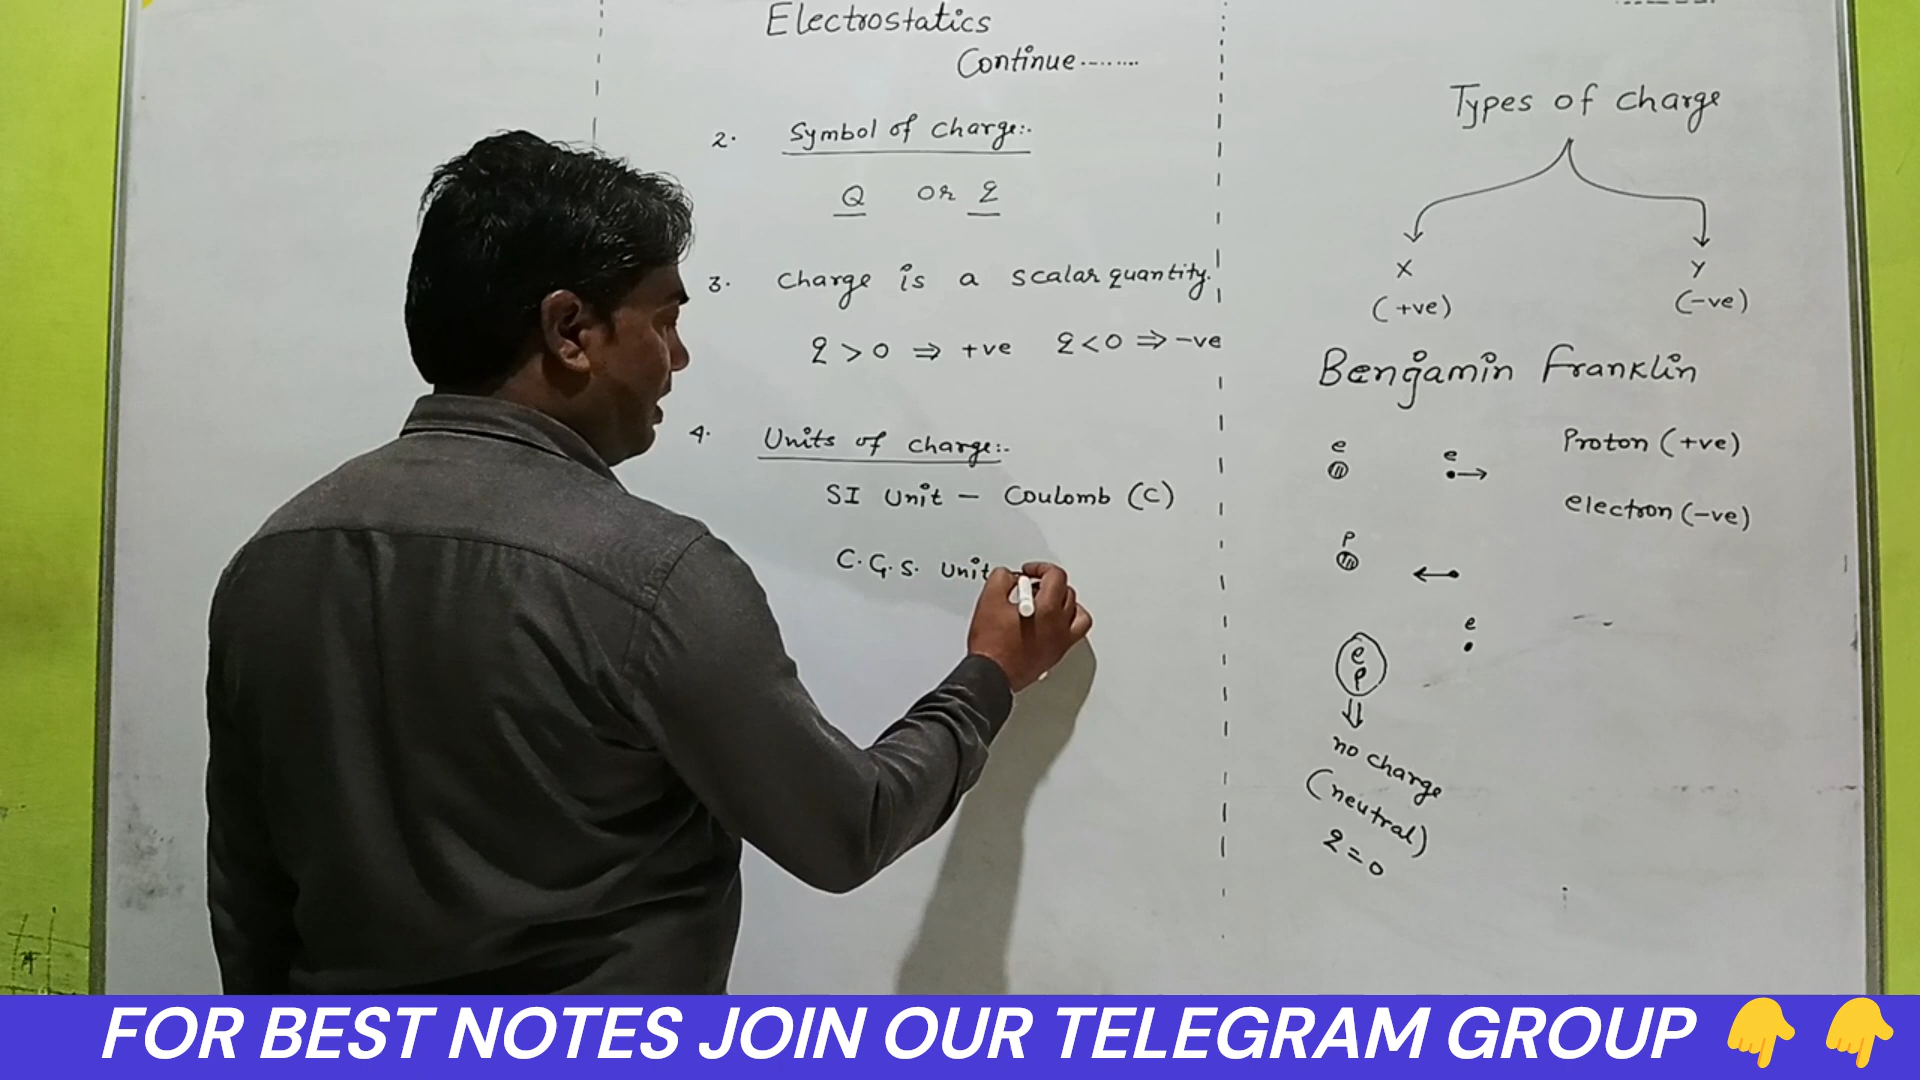 Electrostatics
Continue........
2. Symbol of charge:-
Q or q
3. Charge is a scalar quantity.
q > 0 ⇒ +ve q < 0 ⇒ -ve
4. Units of charge:-
SI Unit - Coulomb (C)
C.G.S. Unit
Types of charge
X Y
(+ve) (-ve)
Bengamin Franklin
e e Proton (+ve)
electron (-ve)
P
e
e
P
no charge
(neutral)
q = 0
FOR BEST NOTES JOIN OUR TELEGRAM GROUP 👇 👇